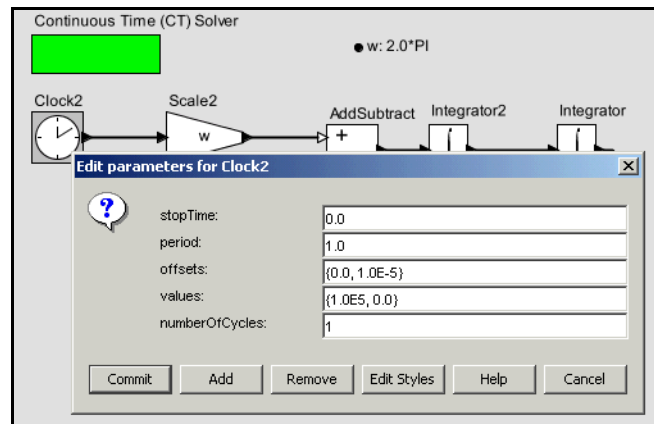 Continuous Time (CT) Solver
w: 2.0*PI
Clock2 Scale2 AddSubtract Integrator2 Integrator
w + ∫ ∫
Edit parameters for Clock2
?
stopTime: 0.0
period: 1.0
offsets: {0.0, 1.0E-5}
values: {1.0E5, 0.0}
numberOfCycles: 1
Commit Add Remove Edit Styles Help Cancel